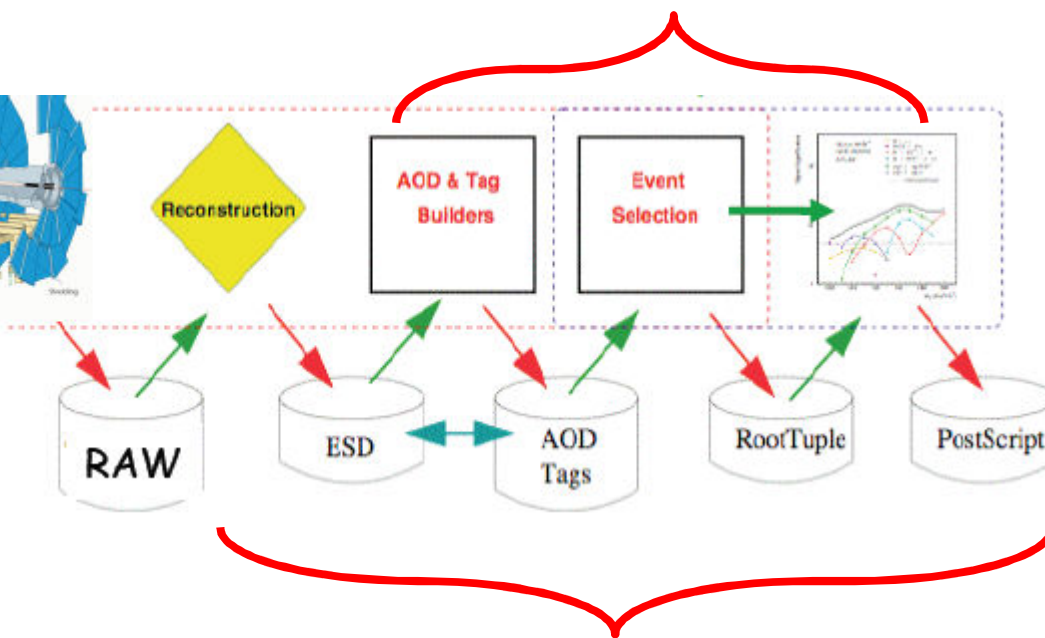 Reconstruction
AOD & Tag
Builders
Event
Selection
RAW
ESD
AOD
Tags
RootTuple
PostScript